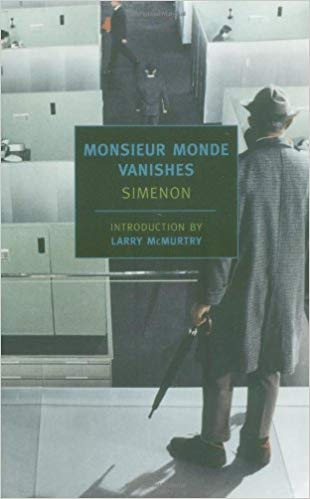 MONSIEUR MONDE
VANISHES
SIMENON
INTRODUCTION BY
LARRY McMURTRY